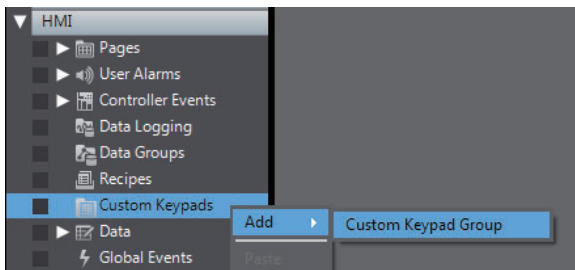 HMI
Pages
User Alarms
Controller Events
Data Logging
Data Groups
Recipes
Custom Keypads
Add
Custom Keypad Group
Data
Global Events
Paste